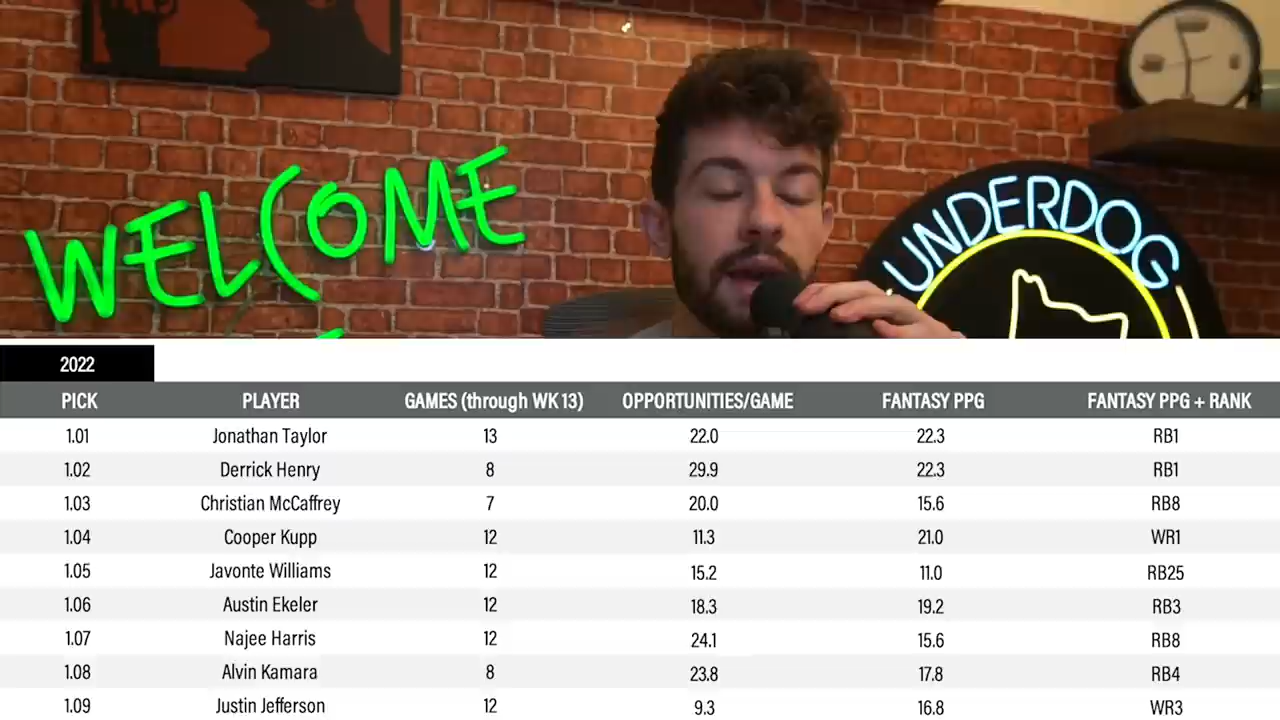 WELCOME
UNDERDOG
2022
PICK PLAYER GAMES (through WK 13) OPPORTUNITIES/GAME FANTASY PPG FANTASY PPG + RANK
1.01 Jonathan Taylor 13 22.0 22.3 RB1
1.02 Derrick Henry 8 29.9 22.3 RB1
1.03 Christian McCaffrey 7 20.0 15.6 RB8
1.04 Cooper Kupp 12 11.3 21.0 WR1
1.05 Javonte Williams 12 15.2 11.0 RB25
1.06 Austin Ekeler 12 18.3 19.2 RB3
1.07 Najee Harris 12 24.1 15.6 RB8
1.08 Alvin Kamara 8 23.8 17.8 RB4
1.09 Justin Jefferson 12 9.3 16.8 WR3